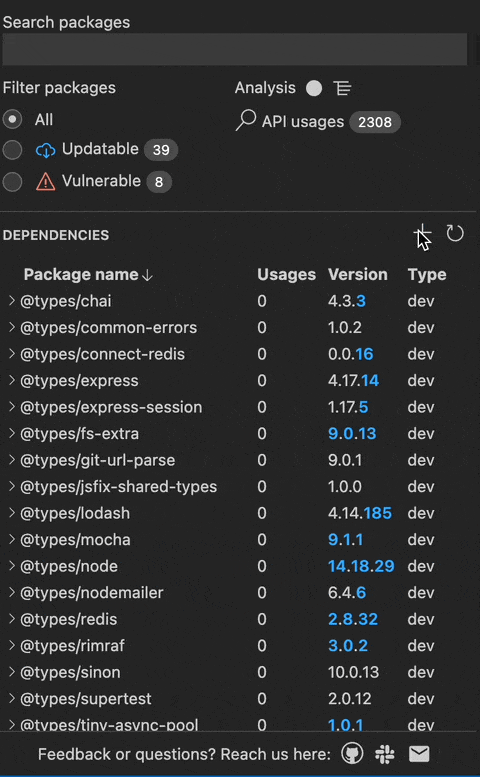 Search packages
Filter packages Analysis
All API usages 2308
Updatable 39
Vulnerable 8
DEPENDENCIES
Package name Usages Version Type
@types/chai 0 4.3.3 dev
@types/common-errors 0 1.0.2 dev
@types/connect-redis 0 0.0.16 dev
@types/express 0 4.17.14 dev
@types/express-session 0 1.17.5 dev
@types/fs-extra 0 9.0.13 dev
@types/git-url-parse 0 9.0.1 dev
@types/jsfix-shared-types 0 1.0.0 dev
@types/lodash 0 4.14.185 dev
@types/mocha 0 9.1.1 dev
@types/node 0 14.18.29 dev
@types/nodemailer 0 6.4.6 dev
@types/redis 0 2.8.32 dev
@types/rimraf 0 3.0.2 dev
@types/sinon 0 10.0.13 dev
@types/supertest 0 2.0.12 dev
@types/tiny-async-pool 0 1.0.1 dev
Feedback or questions? Reach us here: